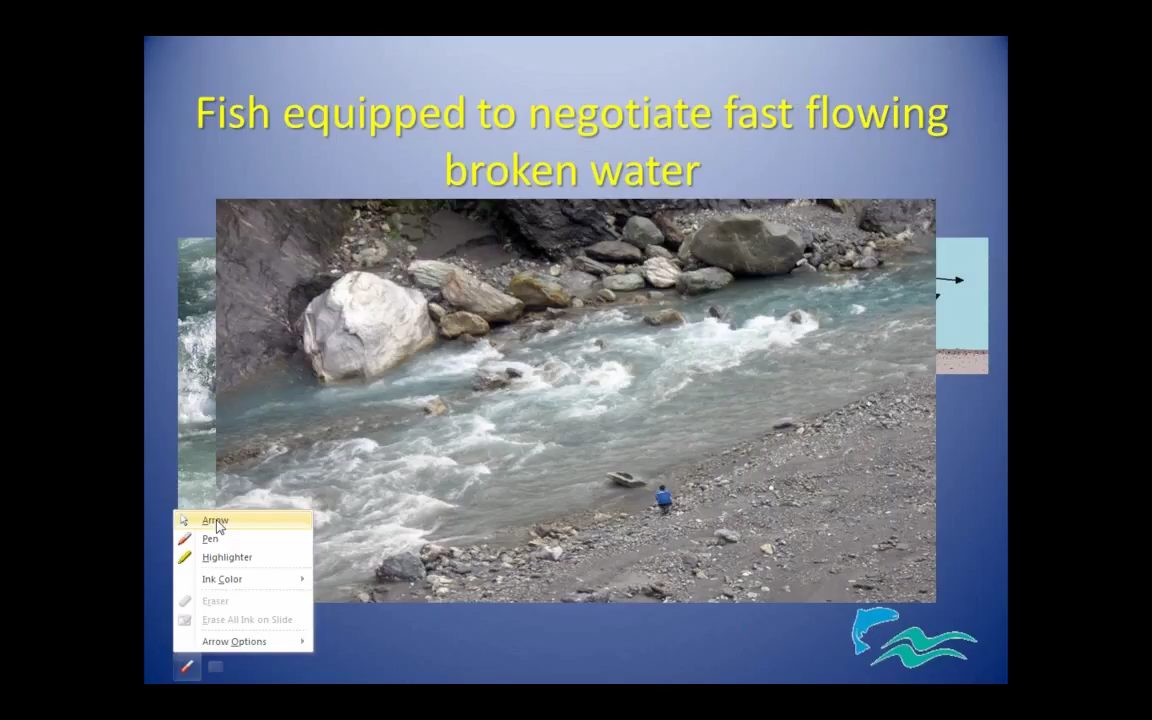 Fish equipped to negotiate fast flowing
broken water
Arrow
Pen
Highlighter
Ink Color
Eraser
Erase All Ink on Slide
Arrow Options